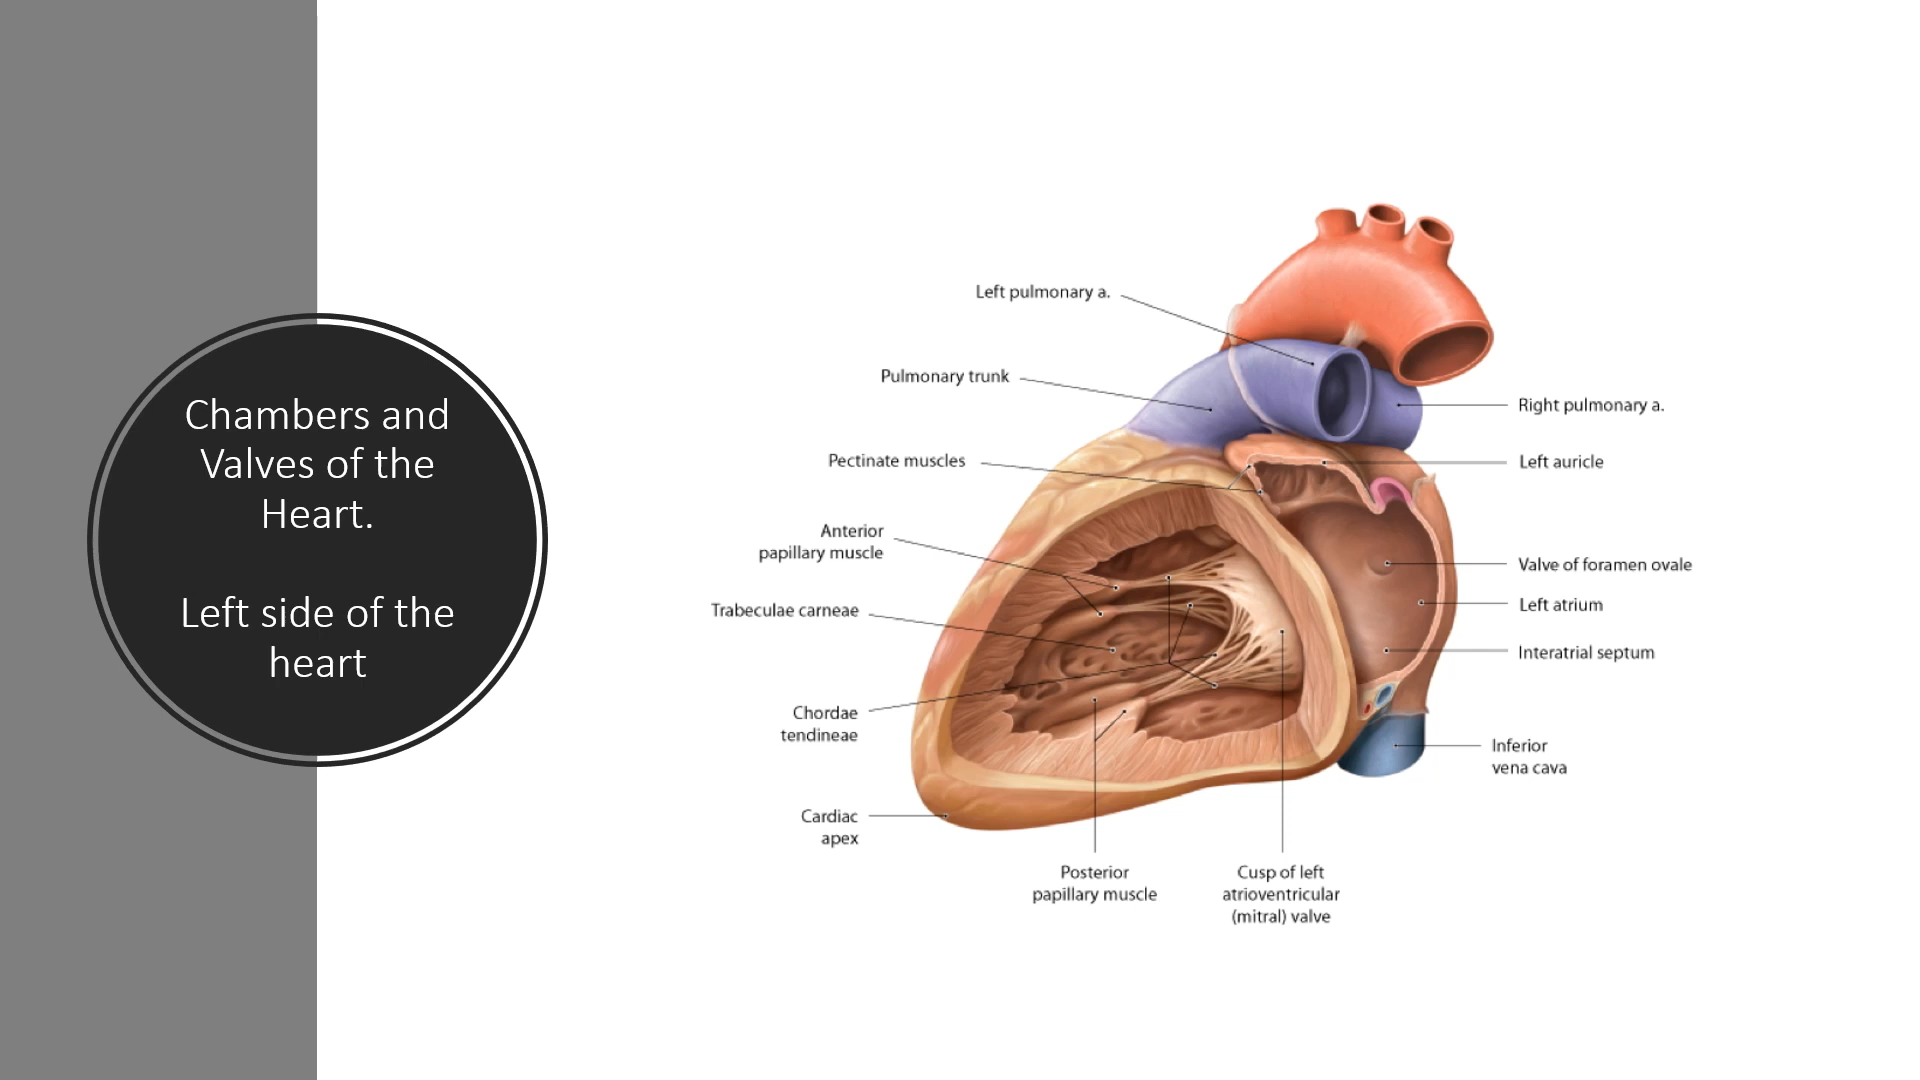 Chambers and
Valves of the
Heart.
Left side of the
heart
Left pulmonary a.
Pulmonary trunk
Pectinate muscles
Anterior
papillary muscle
Trabeculae carneae
Chordae
tendineae
Cardiac
apex
Posterior
papillary muscle
Cusp of left
atrioventricular
(mitral) valve
Right pulmonary a.
Left auricle
Valve of foramen ovale
Left atrium
Interatrial septum
Inferior
vena cava